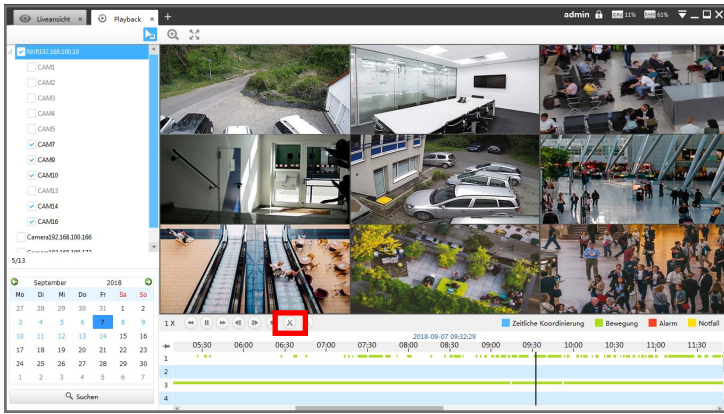 Liveansicht × Playback × +
admin CPU 11% RAM 61%
NVR192.168.100.10
CAM1
CAM2
CAM3
CAM4
CAM5
CAM7
CAM9
CAM10
CAM13
CAM14
CAM16
Camera192.168.100.166
Camera192.168.100.172
5/13
September 2018
Mo Di Mi Do Fr Sa So
27 28 29 30 31 1 2
3 4 5 6 7 8 9
10 11 12 13 14 15 16
17 18 19 20 21 22 23
24 25 26 27 28 29 30
1 2 3 4 5 6 7
Suchen
1 X
Zeitliche Koordinierung Bewegung Alarm Notfall
2018-09-07 09:32:29
05:30 06:00 06:30 07:00 07:30 08:00 08:30 09:00 09:30 10:00 10:30 11:00 11:30
1
2
3
4